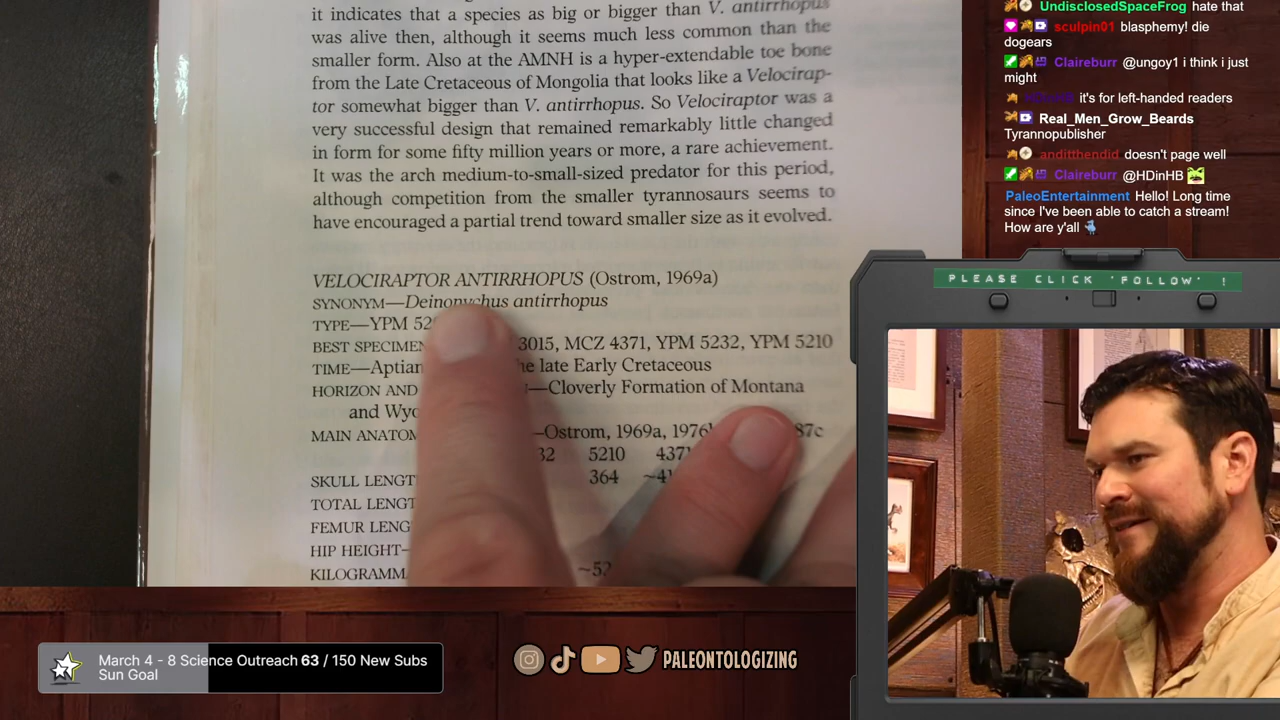 it indicates that a species as big or bigger than V. antirrhopus
was around then, although it seems much less common than the
smaller form. Also at the AMNH is a hyper-extendable toe bone
from the Late Cretaceous of Mongolia that looks like a Velocirap-
tor somewhat bigger than V. antirrhopus. So Velociraptor was a
very successful design that remained remarkably little changed
in form for some fifty million years or more, a rare achievement.
It was the arch medium-to-small-sized predator for this period,
although competition from the smaller tyrannosaurs seems to
have encouraged a partial trend toward smaller size as it evolved.
VELOCIRAPTOR ANTIRRHOPUS (Ostrom, 1969a)
SYNONYM—Deinonychus antirrhopus
TYPE—YPM
BEST 3015, MCZ 4371, YPM 5232, YPM 5210
TIME—Aptian late Early Cretaceous
HORIZON AND —Cloverly Formation of Montana
and
MAIN —Ostrom, 1969a,
5210
SKULL 364
TOTAL
FEMUR
HIP HEIGHT—
UndisclosedSpaceFrog hate that
sculpin01 blasphemy! die
dogears
Claireburr @ungoy1 i think i just
might
HDinHB it's for left-handed readers
Real_Men_Grow_Beards
Tyrannopublisher
anditthendid doesn't page well
Claireburr @HDinHB
PaleoEntertainment Hello! Long time
since I've been able to catch a stream!
How are y'all
PLEASE CLICK 'FOLLOW' !
March 4 - 8 Science Outreach 63 / 150 New Subs
Sun Goal
PALEONTOLOGIZING